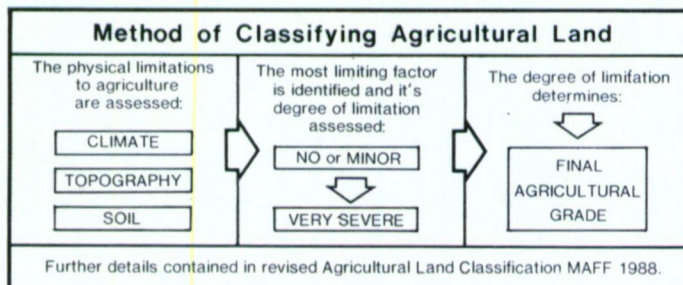 Method of Classifying Agricultural Land
The physical limitations
to agriculture
are assessed:
CLIMATE
TOPOGRAPHY
SOIL
The most limiting factor
is identified and it's
degree of limitation
assessed:
NO or MINOR
VERY SEVERE
The degree of limifation
determines:
FINAL
AGRICULTURAL
GRADE
Further details contained in revised Agricultural Land Classification MAFF 1988.